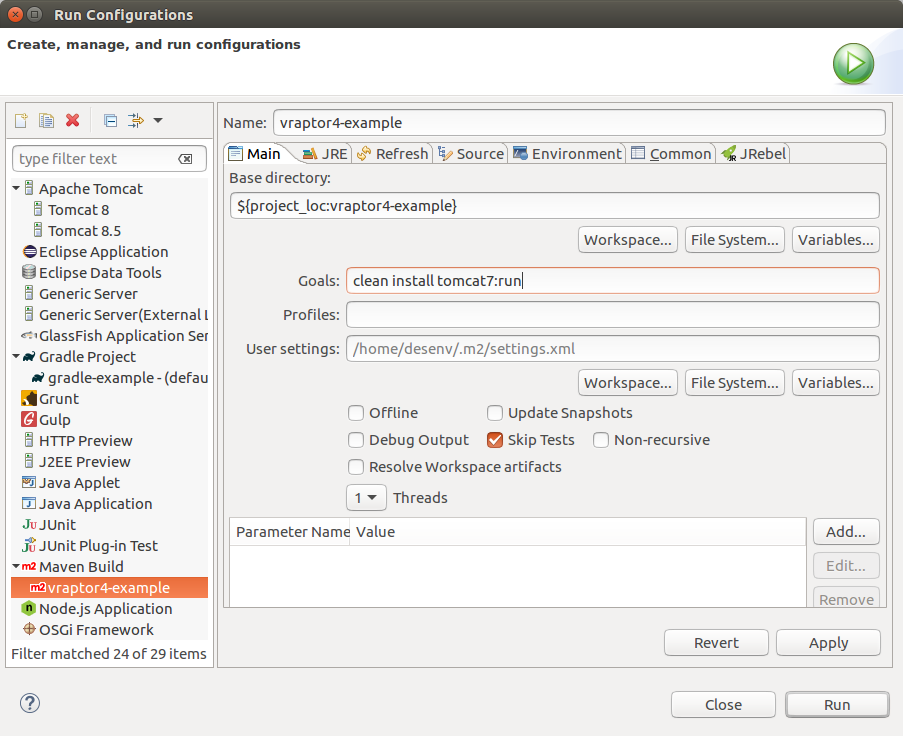 Run Configurations
Create, manage, and run configurations
type filter text
Apache Tomcat
Tomcat 8
Tomcat 8.5
Eclipse Application
Eclipse Data Tools
Generic Server
Generic Server(External L
GlassFish Application Ser
Gradle Project
gradle-example - (defau
Grunt
Gulp
HTTP Preview
J2EE Preview
Java Applet
Java Application
JUnit
JUnit Plug-in Test
Maven Build
vraptor4-example
Node.js Application
OSGi Framework
Filter matched 24 of 29 items
Name: vraptor4-example
Main JRE Refresh Source Environment Common JRebel
Base directory:
${project_loc:vraptor4-example}
Workspace... File System... Variables...
Goals: clean install tomcat7:run
Profiles:
User settings: /home/desenv/.m2/settings.xml
Workspace... File System... Variables...
Offline Update Snapshots
Debug Output Skip Tests Non-recursive
Resolve Workspace artifacts
1 Threads
Parameter Name Value
Add...
Edit...
Remove
Revert Apply
Close Run